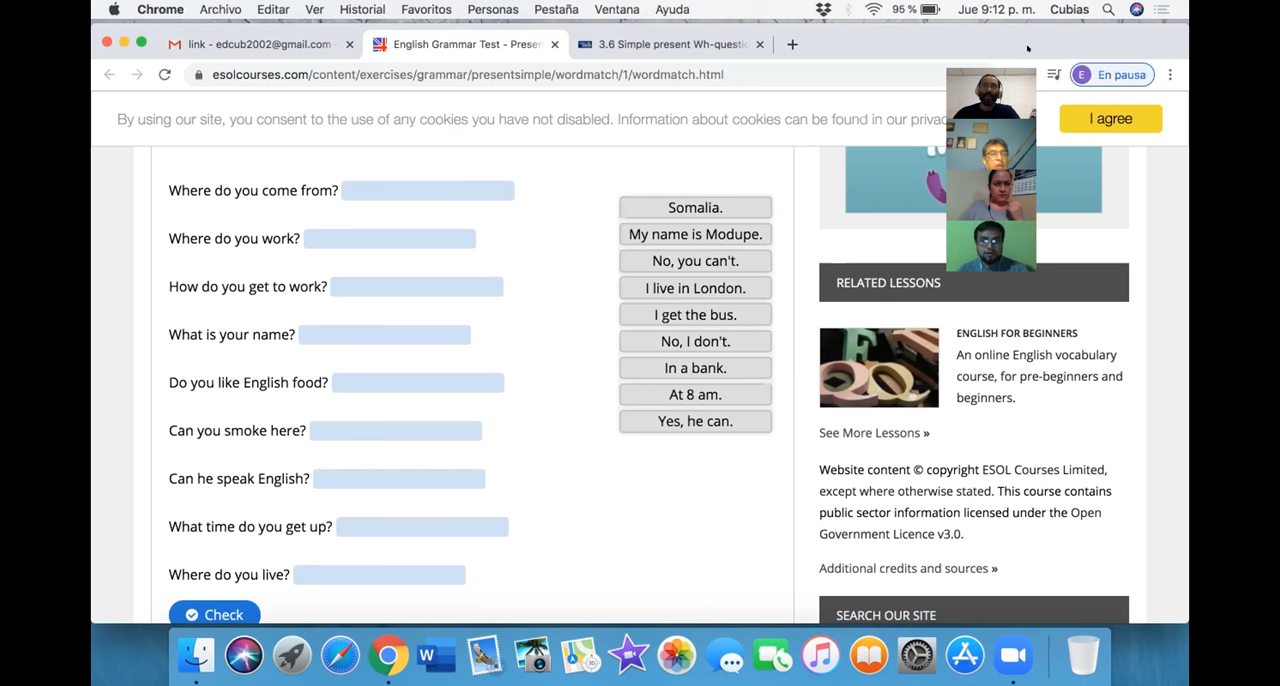 Chrome Archivo Editar Ver Historial Favoritos Personas Pestaña Ventana Ayuda 95 % Jue 9:12 p. m. Cubias
link - edcub2002@gmail.com - English Grammar Test - Presen 3.6 Simple present Wh-questio
esolcourses.com/content/exercises/grammar/presentsimple/wordmatch/1/wordmatch.html E En pausa
By using our site, you consent to the use of any cookies you have not disabled. Information about cookies can be found in our privac
I agree
Where do you come from?
Where do you work?
How do you get to work?
What is your name?
Do you like English food?
Can you smoke here?
Can he speak English?
What time do you get up?
Where do you live?
Check
Somalia.
My name is Modupe.
No, you can't.
I live in London.
I get the bus.
No, I don't.
In a bank.
At 8 am.
Yes, he can.
RELATED LESSONS
ENGLISH FOR BEGINNERS
An online English vocabulary
course, for pre-beginners and
beginners.
See More Lessons »
Website content © copyright ESOL Courses Limited,
except where otherwise stated. This course contains
public sector information licensed under the Open
Government Licence v3.0.
Additional credits and sources »
SEARCH OUR SITE
W